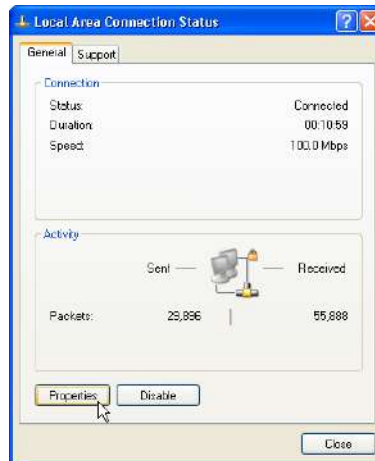 Local Area Connection Status
General Support
Connection
Status: Connected
Duration: 00:10:59
Speed: 100.0 Mbps
Activity
Sent Received
Packets: 29,896 55,888
Properties Disable
Close